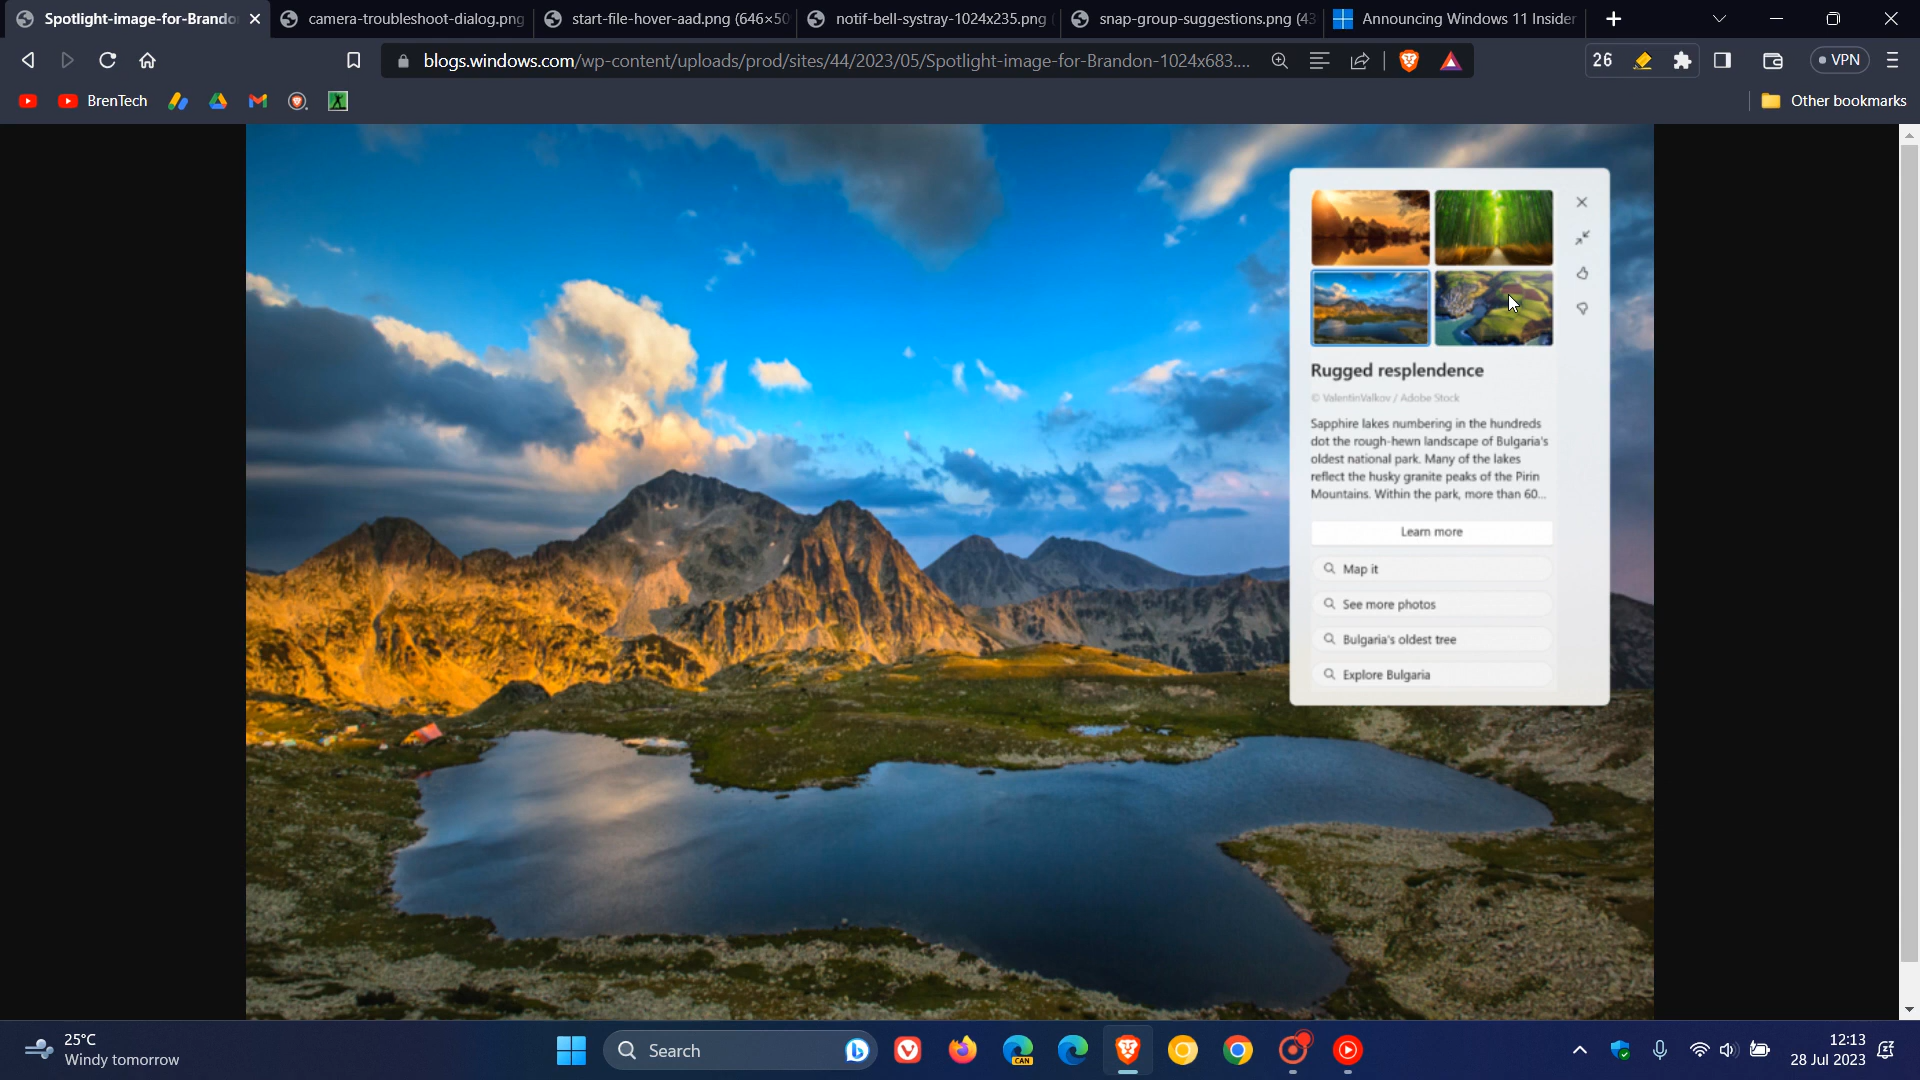 Spotlight-image-for-Brando
camera-troubleshoot-dialog.png
start-file-hover-aad.png (646×50
notif-bell-systray-1024x235.png (
snap-group-suggestions.png (43
Announcing Windows 11 Insider
blogs.windows.com/wp-content/uploads/prod/sites/44/2023/05/Spotlight-image-for-Brandon-1024x683....
26
VPN
BrenTech
Other bookmarks
Rugged resplendence
© ValentinValkov / Adobe Stock
Sapphire lakes numbering in the hundreds
dot the rough-hewn landscape of Bulgaria's
oldest national park. Many of the lakes
reflect the husky granite peaks of the Pirin
Mountains. Within the park, more than 60...
Learn more
Map it
See more photos
Bulgaria's oldest tree
Explore Bulgaria
25°C
Windy tomorrow
Search
CAN
12:13
28 Jul 2023